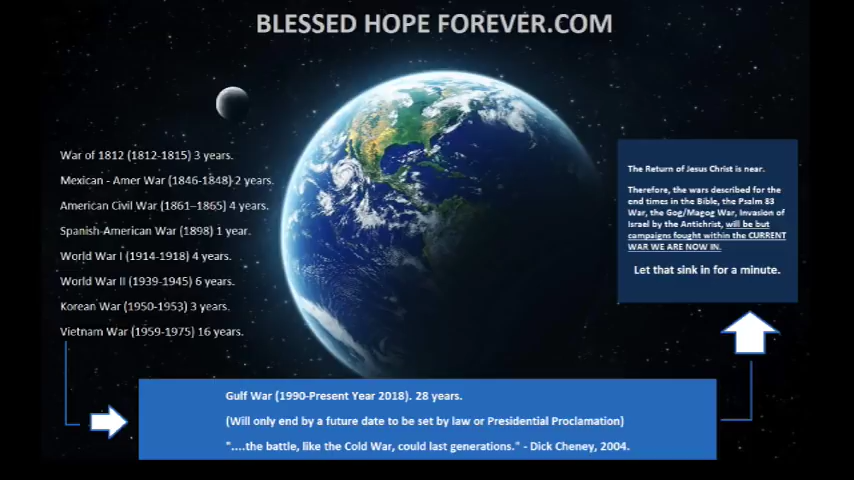 BLESSED HOPE FOREVER.COM
War of 1812 (1812-1815) 3 years.
Mexican - Amer War (1846-1848)-2 years.
American Civil War (1861–1865) 4 years.
Spanish-American War (1898) 1 year.
World War I (1914-1918) 4 years.
World War II (1939-1945) 6 years.
Korean War (1950-1953) 3 years.
Vietnam War (1959-1975) 16 years.
Gulf War (1990-Present Year 2018). 28 years.
(Will only end by a future date to be set by law or Presidential Proclamation)
"....the battle, like the Cold War, could last generations." - Dick Cheney, 2004.
The Return of Jesus Christ is near.
Therefore, the wars described for the
end times in the Bible, the Psalm 83
War, the Gog/Magog War, Invasion of
Israel by the Antichrist, will be but
campaigns fought within the CURRENT
WAR WE ARE NOW IN.
Let that sink in for a minute.